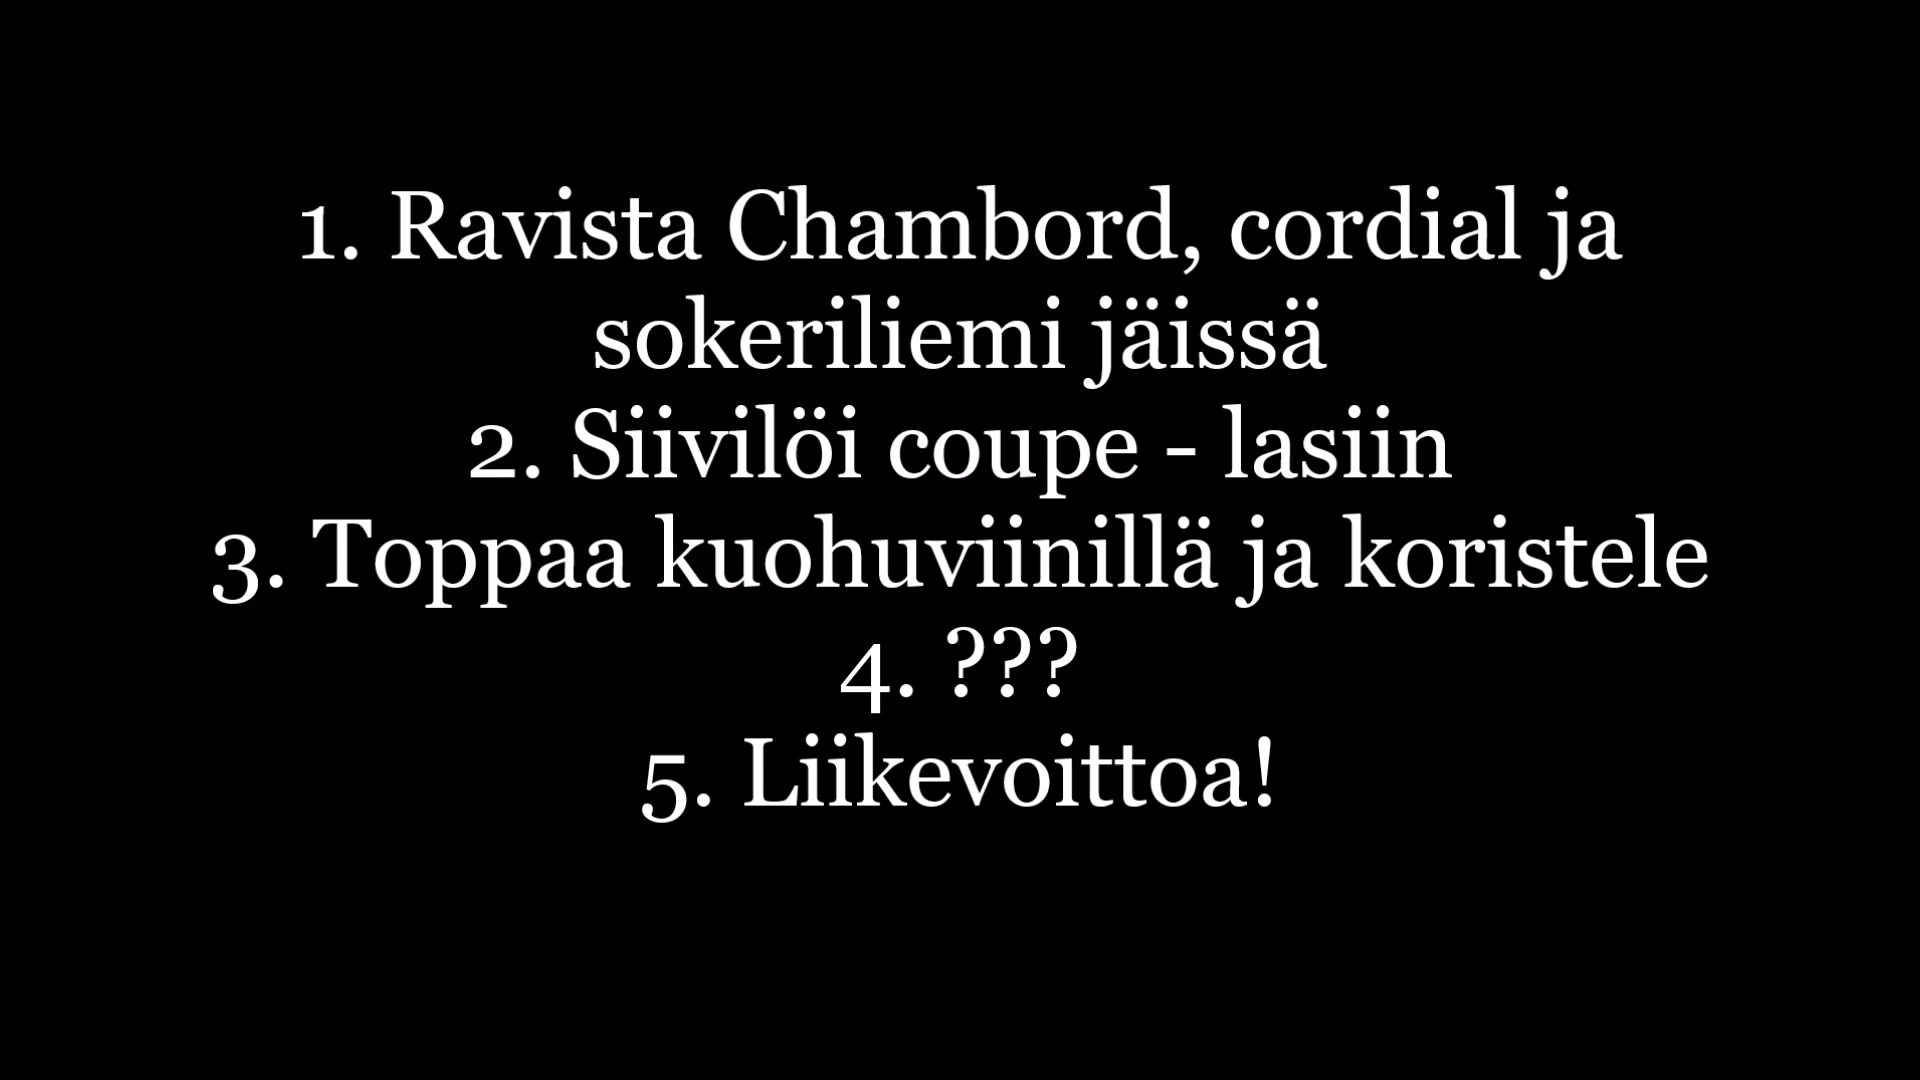 1. Ravista Chambord, cordial ja
sokeriliemi jäissä
2. Siivilöi coupe - lasiin
3. Toppaa kuohuviinillä ja koristele
4. ???
5. Liikevoittoa!